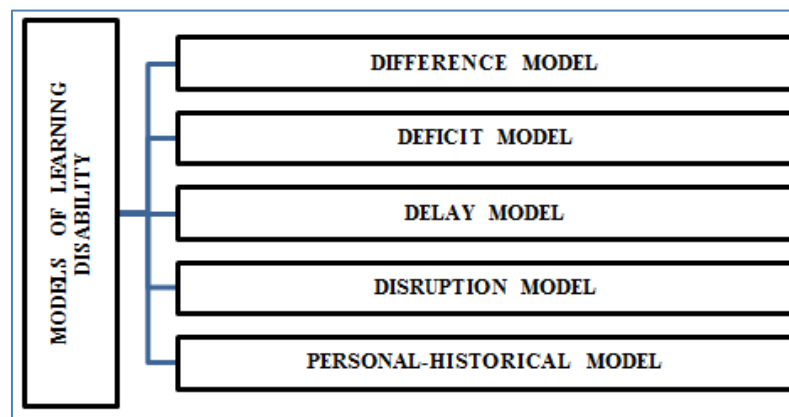 MODELS OF LEARNING
DISABILITY
DIFFERENCE MODEL
DEFICIT MODEL
DELAY MODEL
DISRUPTION MODEL
PERSONAL-HISTORICAL MODEL